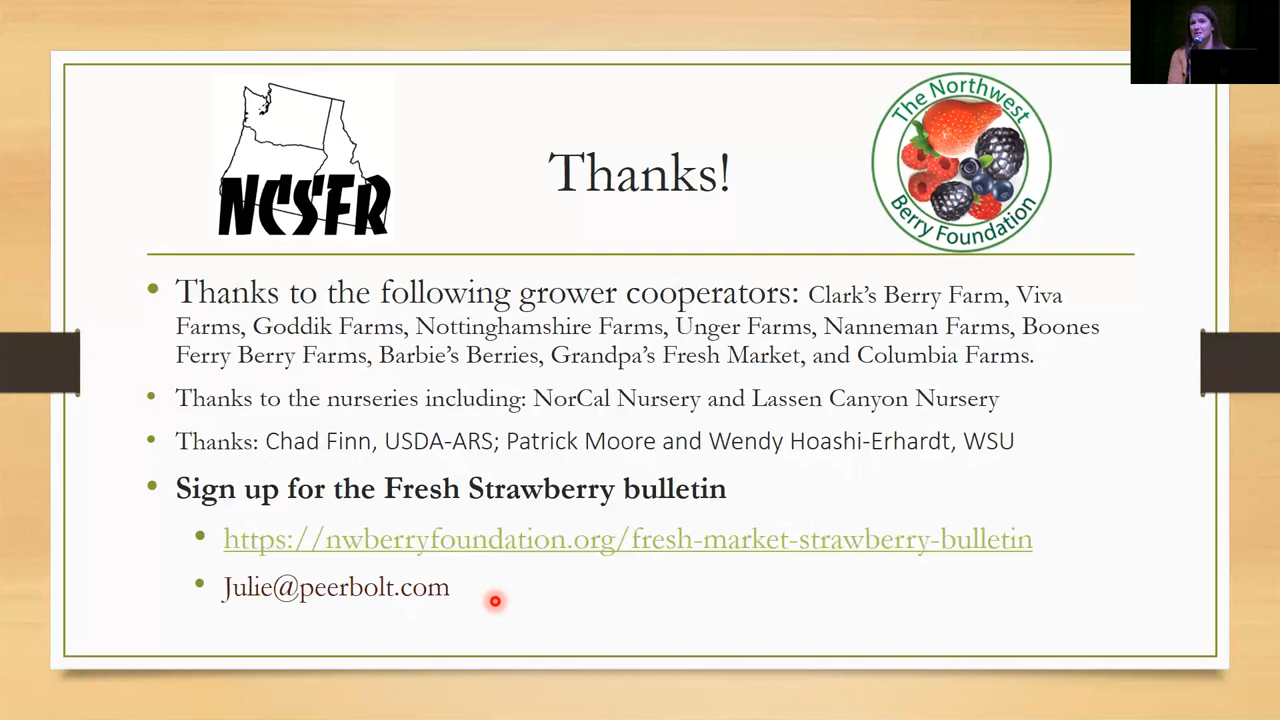 NCSFR
Thanks!
The Northwest
Berry Foundation
• Thanks to the following grower cooperators: Clark's Berry Farm, Viva
Farms, Goddik Farms, Nottinghamshire Farms, Unger Farms, Nanneman Farms, Boones
Ferry Berry Farms, Barbie's Berries, Grandpa's Fresh Market, and Columbia Farms.
• Thanks to the nurseries including: NorCal Nursery and Lassen Canyon Nursery
• Thanks: Chad Finn, USDA-ARS; Patrick Moore and Wendy Hoashi-Erhardt, WSU
• Sign up for the Fresh Strawberry bulletin
• https://nwberryfoundation.org/fresh-market-strawberry-bulletin
• Julie@peerbolt.com